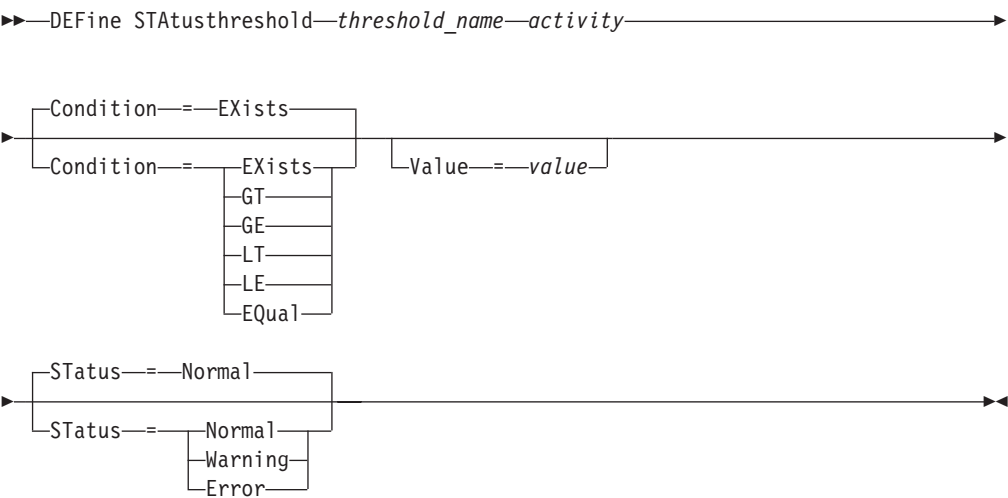 DEFine STAtusthreshold threshold_name activity
Condition = EXists
Condition = EXists Value = value
GT
GE
LT
LE
EQual
STatus = Normal
STatus = Normal
Warning
Error